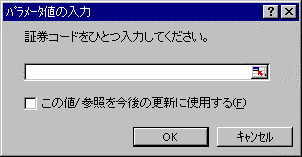 ﾊﾟﾗﾒｰﾀ値の入力
証券コードをひとつ入力してください。
この値/参照を今後の更新に使用する(F)
OK ｷｬﾝｾﾙ